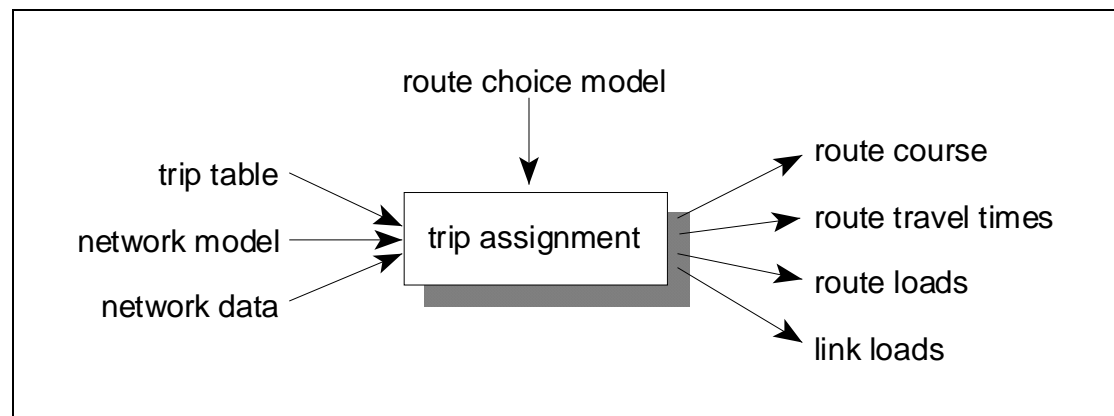 route choice model
trip table
network model
network data
trip assignment
route course
route travel times
route loads
link loads